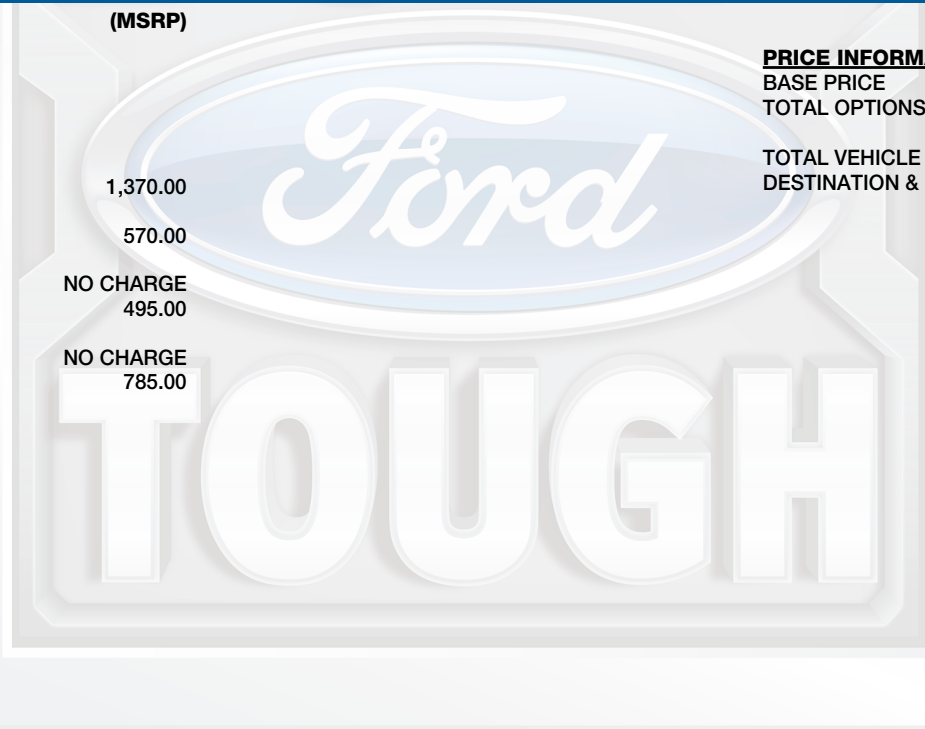 (MSRP)
1,370.00
570.00
NO CHARGE
495.00
NO CHARGE
785.00
PRICE INFORMA
BASE PRICE
TOTAL OPTIONS
TOTAL VEHICLE
DESTINATION &
Ford
TOUGH